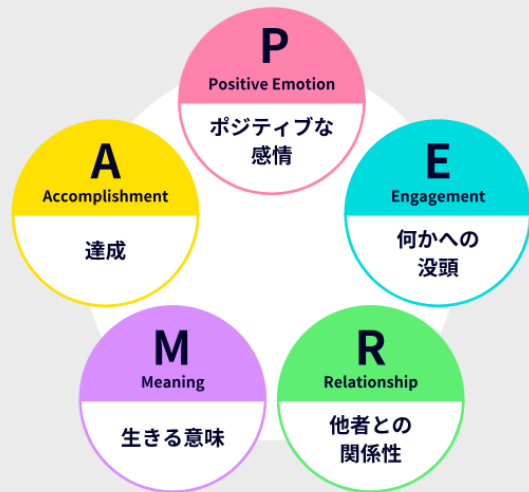 P
Positive Emotion
ポジティブな
感情
E
Engagement
何かへの
没頭
R
Relationship
他者との
関係性
M
Meaning
生きる意味
A
Accomplishment
達成